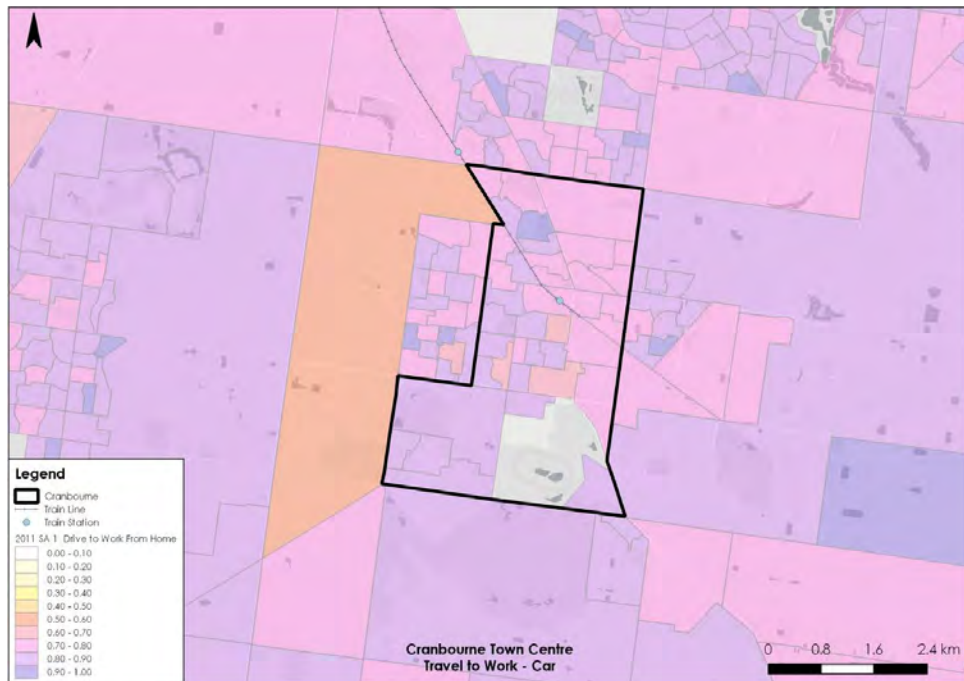 Legend
Cranbourne
Train Line
Train Station
2011 SA 1 Drive to Work From Home
0.00 - 0.10
0.10 - 0.20
0.20 - 0.30
0.30 - 0.40
0.40 - 0.50
0.50 - 0.60
0.60 - 0.70
0.70 - 0.80
0.80 - 0.90
0.90 - 1.00
Cranbourne Town Centre
Travel to Work - Car
0 0.8 1.6 2.4 km